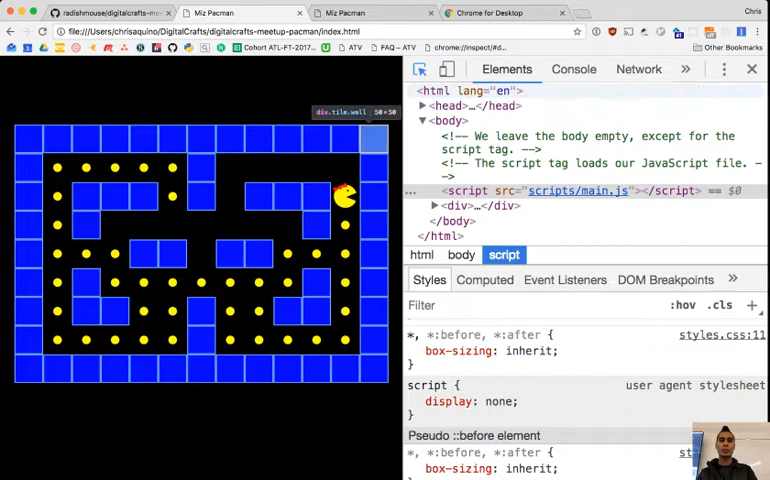 radishmouse/digitalcrafts-me
Miz Pacman
Miz Pacman
Chrome for Desktop
Chris
file:///Users/chrisaquino/DigitalCrafts/digitalcrafts-meetup-pacman/index.html
Cohort ATL-FT-2017
ATV
FAQ – ATV
chrome://inspect/#d...
Other Bookmarks
div.tile.wall 50×50
Elements
Console
Network
<html lang="en">
<head>…</head>
<body>
<!-- We leave the body empty, except for the
script tag. -->
<!-- The script tag loads our JavaScript file. -
->
<script src="scripts/main.js"></script> == $0
<div>…</div>
</body>
</html>
html body script
Styles
Computed
Event Listeners
DOM Breakpoints
Filter
:hov .cls
*, *:before, *:after {
styles.css:11
box-sizing: inherit;
}
script {
user agent stylesheet
display: none;
}
Pseudo ::before element
*, *:before, *:after {
st
box-sizing: inherit;